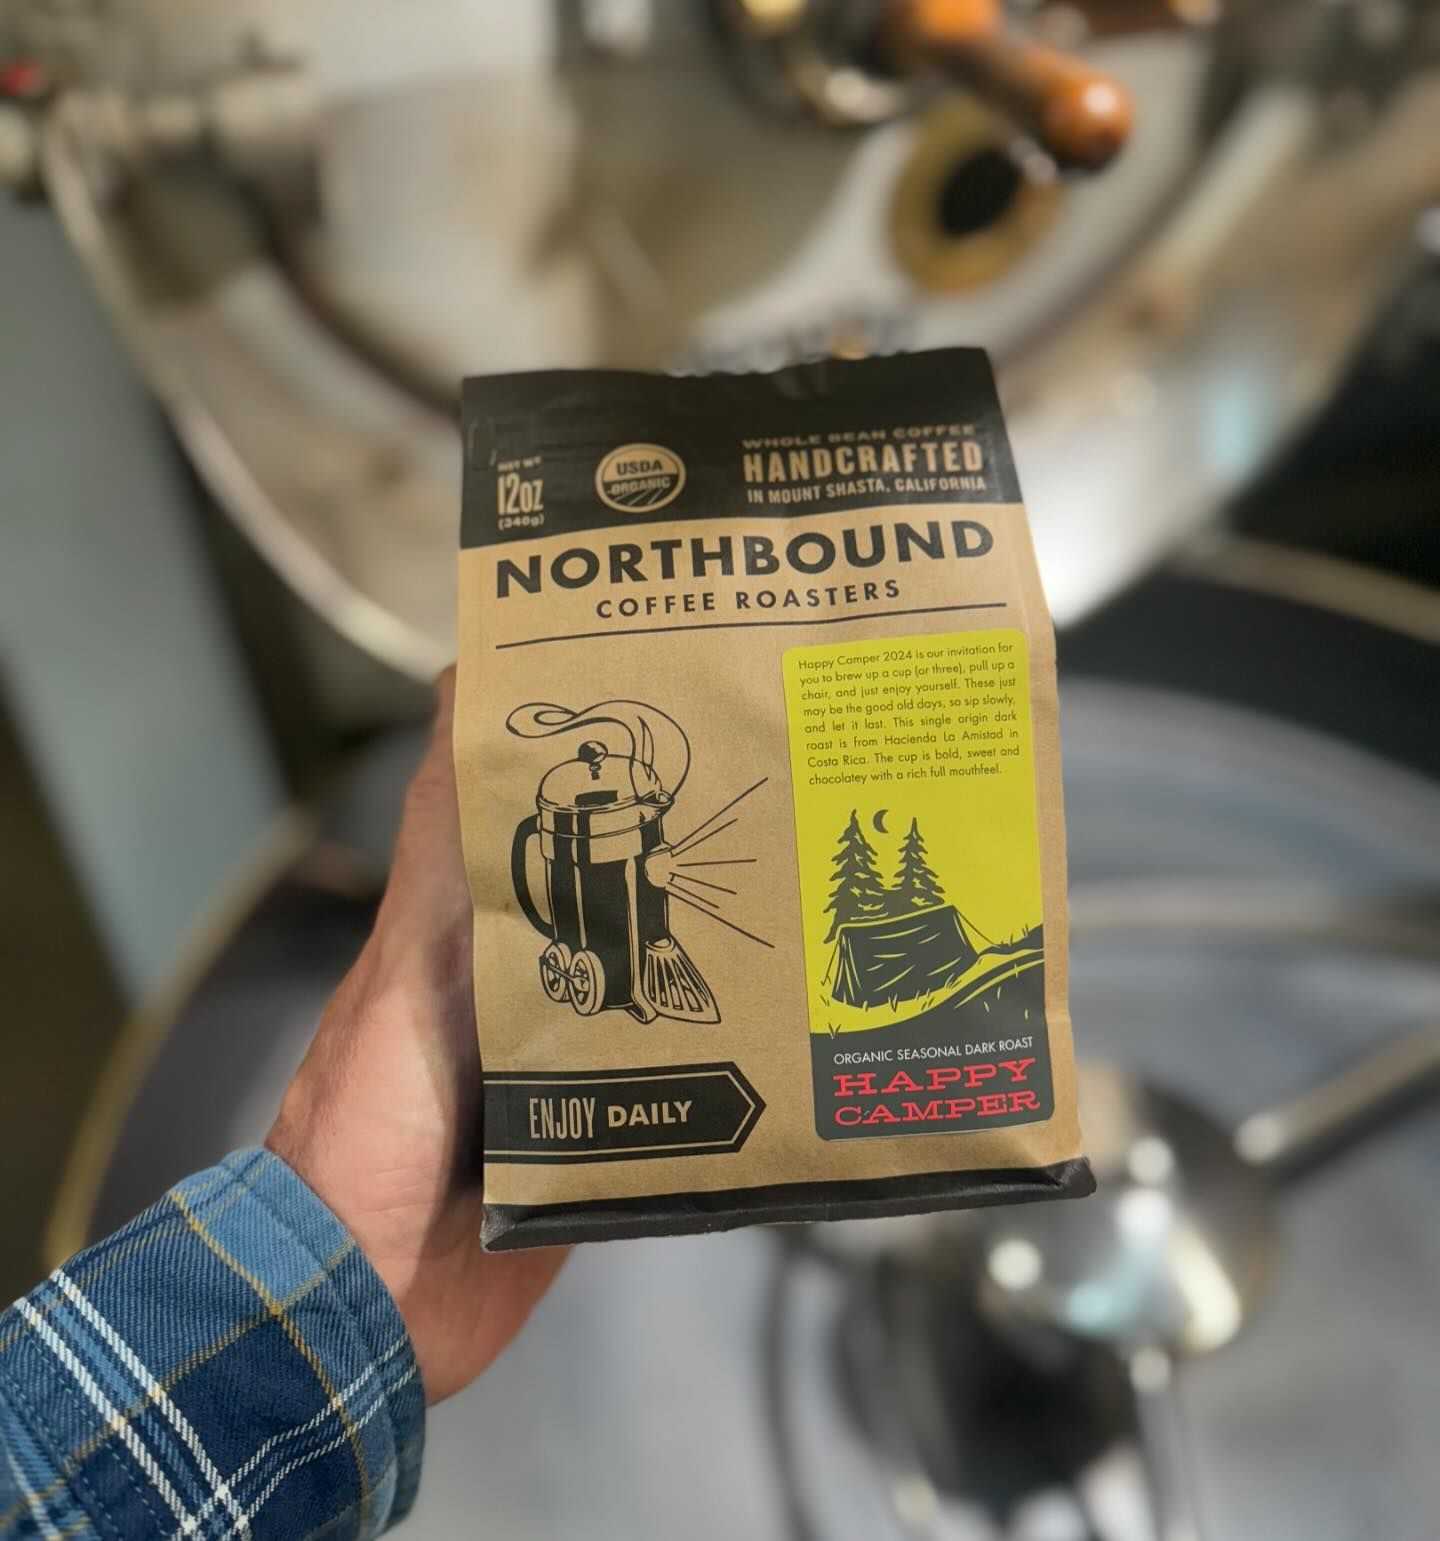 NET WT
12OZ
(340g)
USDA
ORGANIC
WHOLE BEAN COFFEE
HANDCRAFTED
IN MOUNT SHASTA, CALIFORNIA
NORTHBOUND
COFFEE ROASTERS
Happy Camper 2024 is our invitation for
you to brew up a cup (or three), pull up a
chair, and just enjoy yourself. These just
may be the good old days, so sip slowly,
and let it last. This single origin dark
roast is from Hacienda La Amistad in
Costa Rica. The cup is bold, sweet and
chocolatey with a rich full mouthfeel.
ORGANIC SEASONAL DARK ROAST
HAPPY
CAMPER
ENJOY DAILY